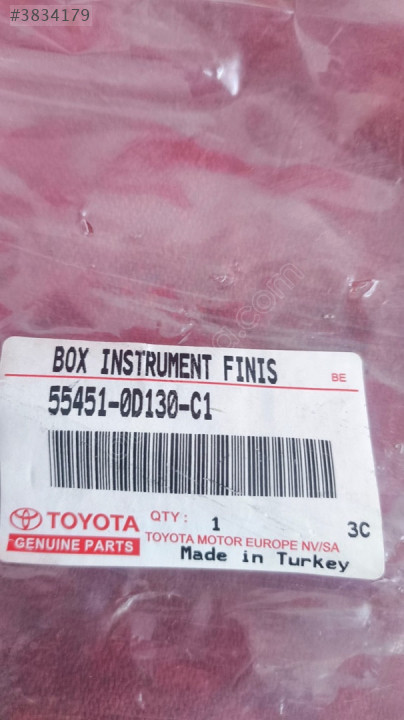 #3834179
BOX INSTRUMENT FINIS
BE
55451-0D130-C1
TOYOTA
GENUINE PARTS
QTY : 1
3C
TOYOTA MOTOR EUROPE NV/SA
Made in Turkey